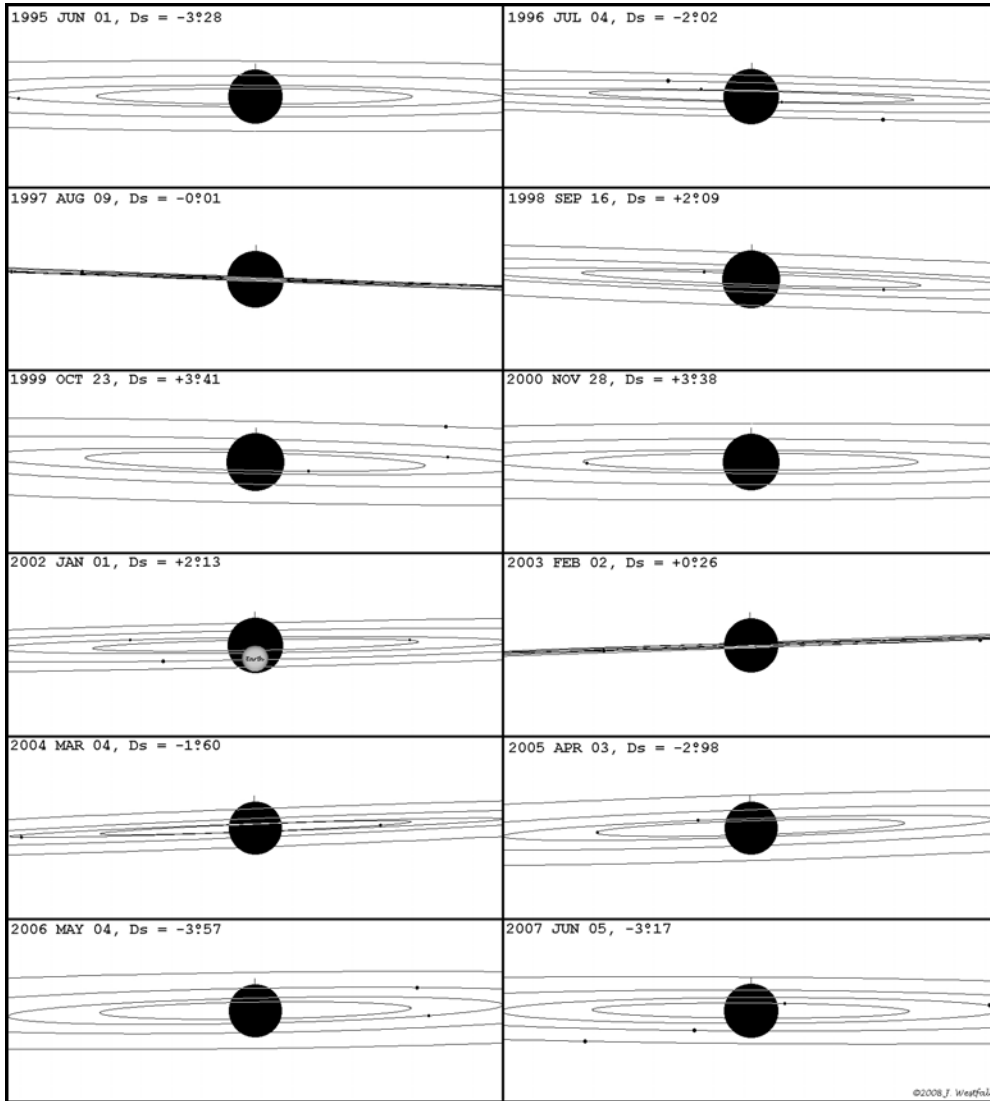 1995 JUN 01, Ds = -3°.28
1996 JUL 04, Ds = -2°.02
1997 AUG 09, Ds = -0°.01
1998 SEP 16, Ds = +2°.09
1999 OCT 23, Ds = +3°.41
2000 NOV 28, Ds = +3°.38
2002 JAN 01, Ds = +2°.13
Earth
2003 FEB 02, Ds = +0°.26
2004 MAR 04, Ds = -1°.60
2005 APR 03, Ds = -2°.98
2006 MAY 04, Ds = -3°.57
2007 JUN 05, -3°.17
©2008 J. Westfall